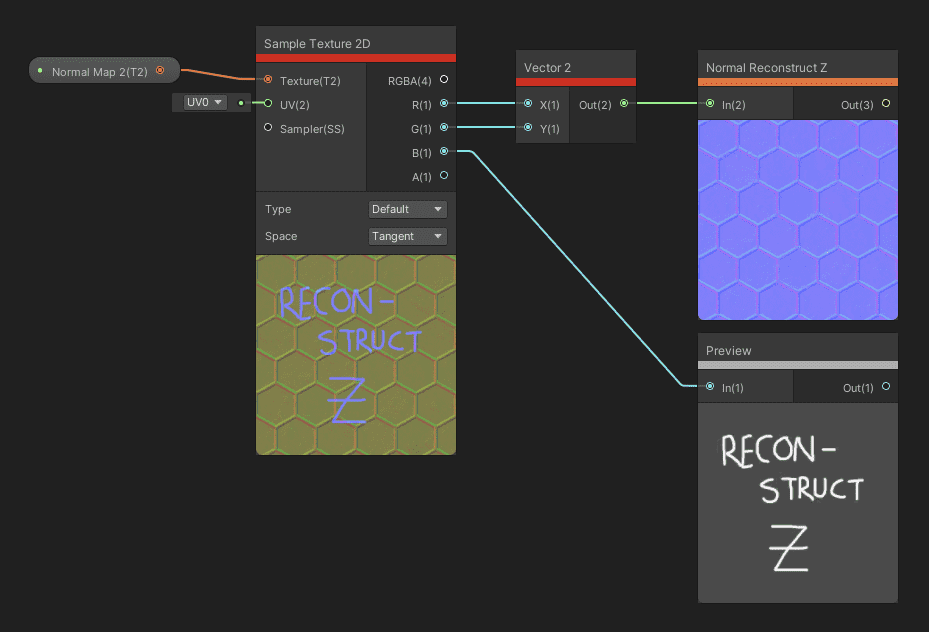 Normal Map 2(T2)
UV0
Sample Texture 2D
Texture(T2)
UV(2)
Sampler(SS)
RGBA(4)
R(1)
G(1)
B(1)
A(1)
Type
Default
Space
Tangent
RECON-
STRUCT
Z
Vector 2
X(1)
Y(1)
Out(2)
Normal Reconstruct Z
In(2)
Out(3)
Preview
In(1)
Out(1)
RECON-
STRUCT
Z